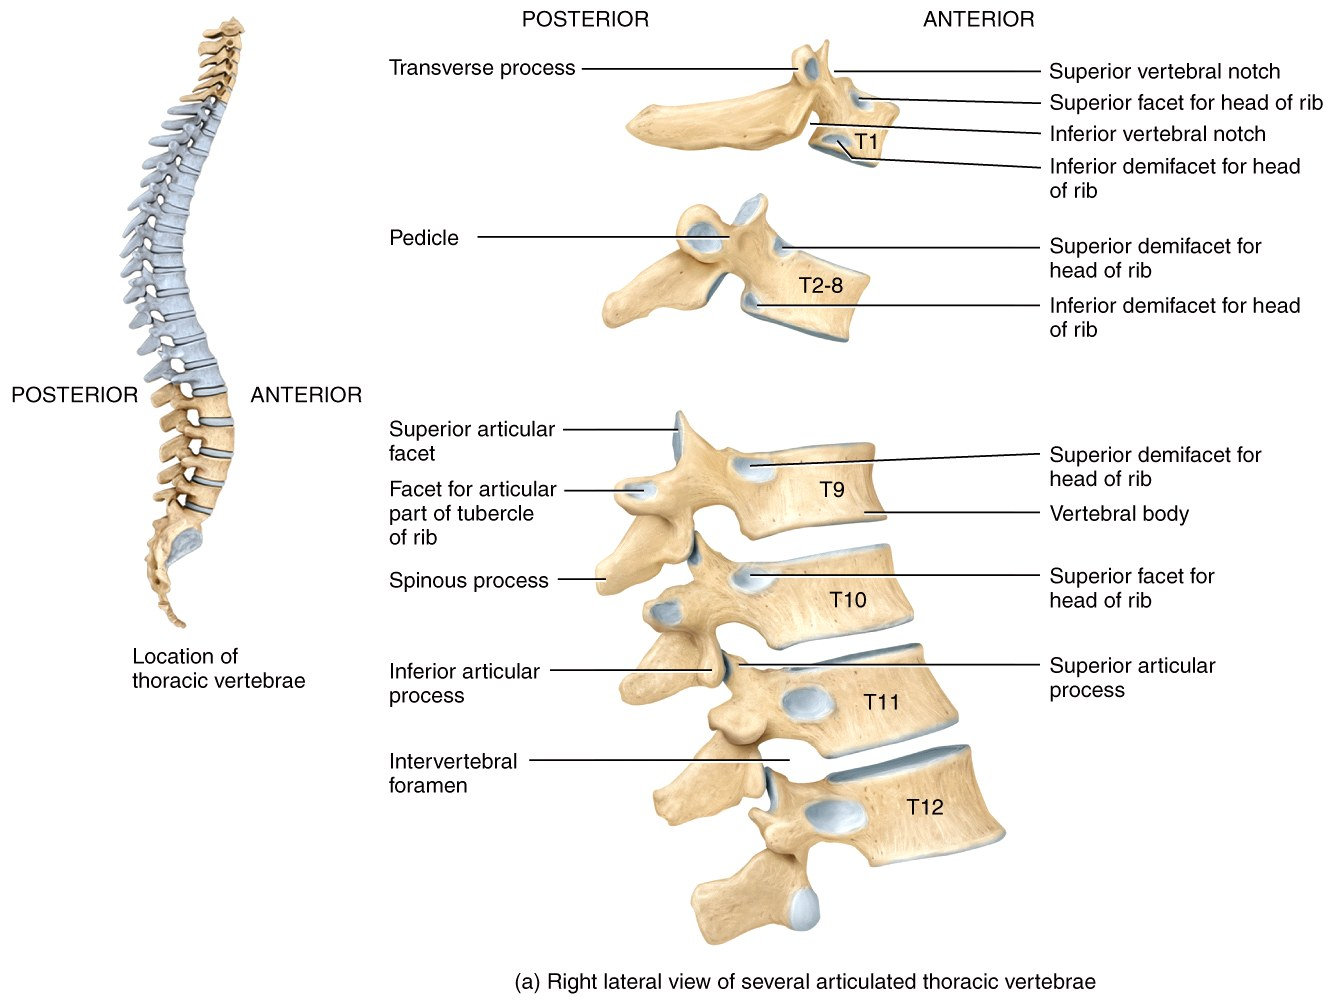 POSTERIOR
ANTERIOR
Transverse process
Superior vertebral notch
Superior facet for head of rib
Inferior vertebral notch
T1
Inferior demifacet for head
of rib
Pedicle
Superior demifacet for
head of rib
T2-8
Inferior demifacet for head
of rib
POSTERIOR
ANTERIOR
Superior articular
facet
Superior demifacet for
head of rib
Facet for articular
part of tubercle
of rib
T9
Vertebral body
Spinous process
Superior facet for
head of rib
T10
Location of
thoracic vertebrae
Inferior articular
process
Superior articular
process
T11
Intervertebral
foramen
T12
(a) Right lateral view of several articulated thoracic vertebrae